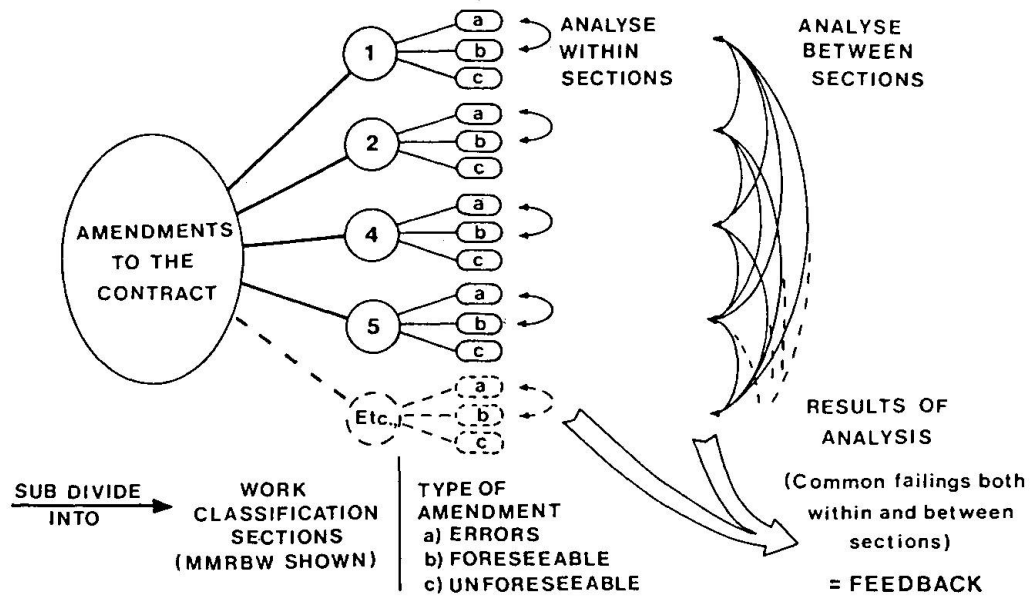 AMENDMENTS
TO THE
CONTRACT
1
a
b
c
2
a
b
c
4
a
b
c
5
a
b
c
Etc.,
a
b
c
ANALYSE
WITHIN
SECTIONS
ANALYSE
BETWEEN
SECTIONS
SUB DIVIDE
INTO
WORK
CLASSIFICATION
SECTIONS
(MMRBW SHOWN)
TYPE OF
AMENDMENT
a) ERRORS
b) FORESEEABLE
c) UNFORESEEABLE
RESULTS OF
ANALYSIS
(Common failings both
within and between
sections)
= FEEDBACK